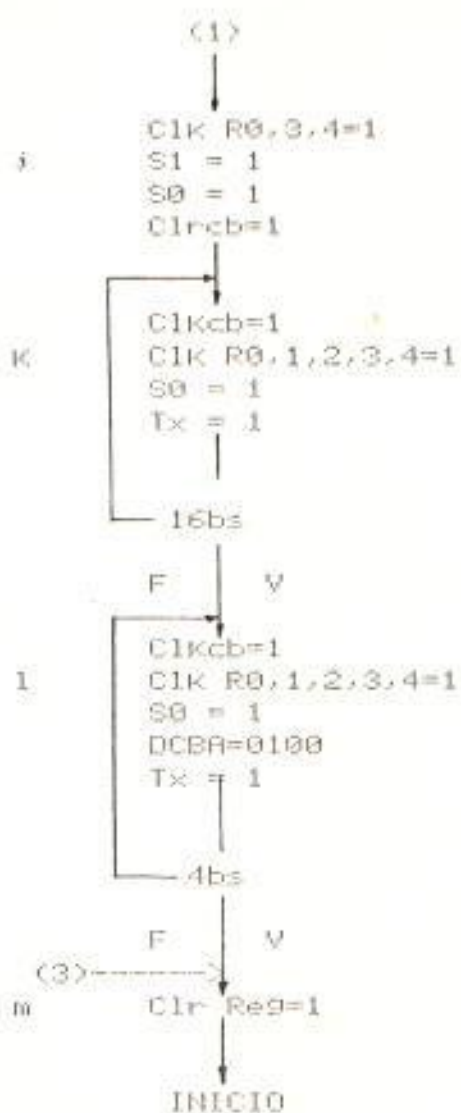 (1)
Clk R0,3,4=1
i S1 = 1
S0 = 1
Clrcb=1
Clkcb=1
K Clk R0,1,2,3,4=1
S0 = 1
Tx = 1
16bs
F V
Clkcb=1
l Clk R0,1,2,3,4=1
S0 = 1
DCBA=0100
Tx = 1
4bs
F V
(3)
m Clr Reg=1
INICIO